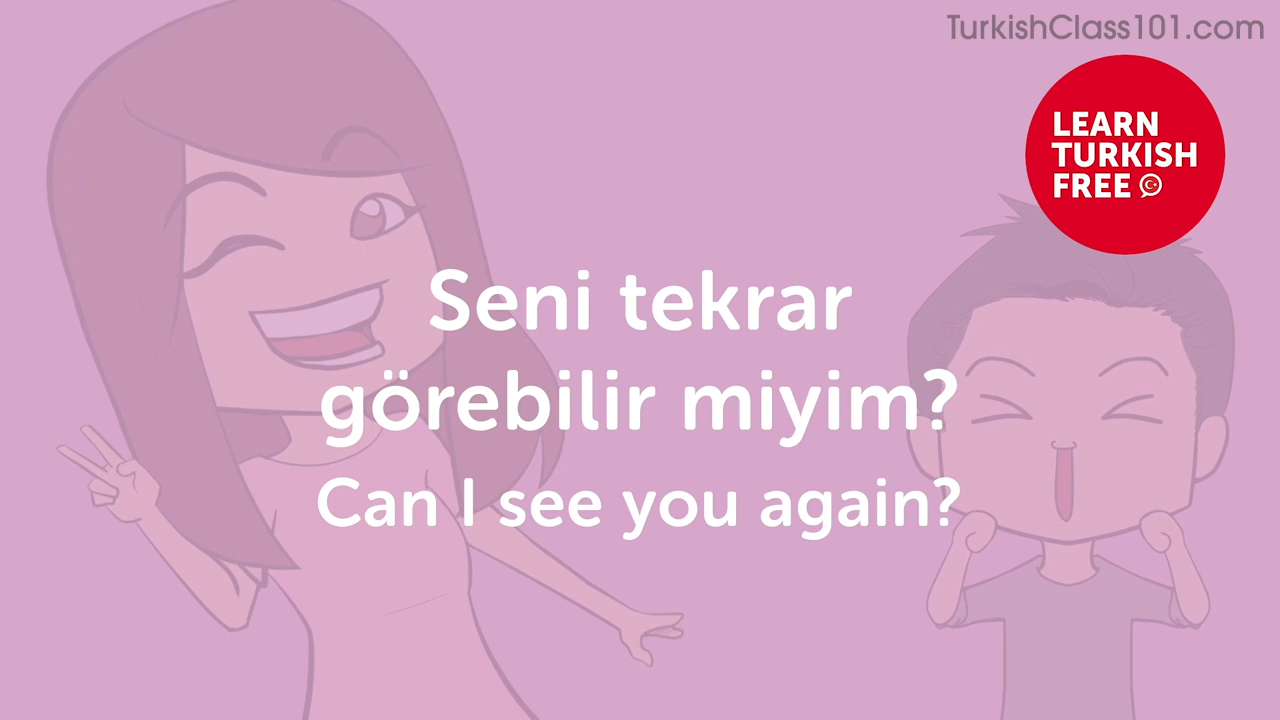 TurkishClass101.com
LEARN
TURKISH
FREE
Seni tekrar
görebilir miyim?
Can I see you again?